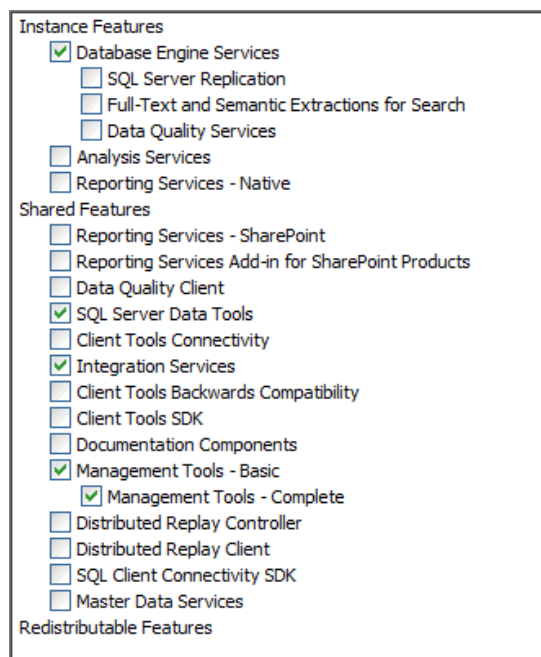 Instance Features
Database Engine Services
SQL Server Replication
Full-Text and Semantic Extractions for Search
Data Quality Services
Analysis Services
Reporting Services - Native
Shared Features
Reporting Services - SharePoint
Reporting Services Add-in for SharePoint Products
Data Quality Client
SQL Server Data Tools
Client Tools Connectivity
Integration Services
Client Tools Backwards Compatibility
Client Tools SDK
Documentation Components
Management Tools - Basic
Management Tools - Complete
Distributed Replay Controller
Distributed Replay Client
SQL Client Connectivity SDK
Master Data Services
Redistributable Features